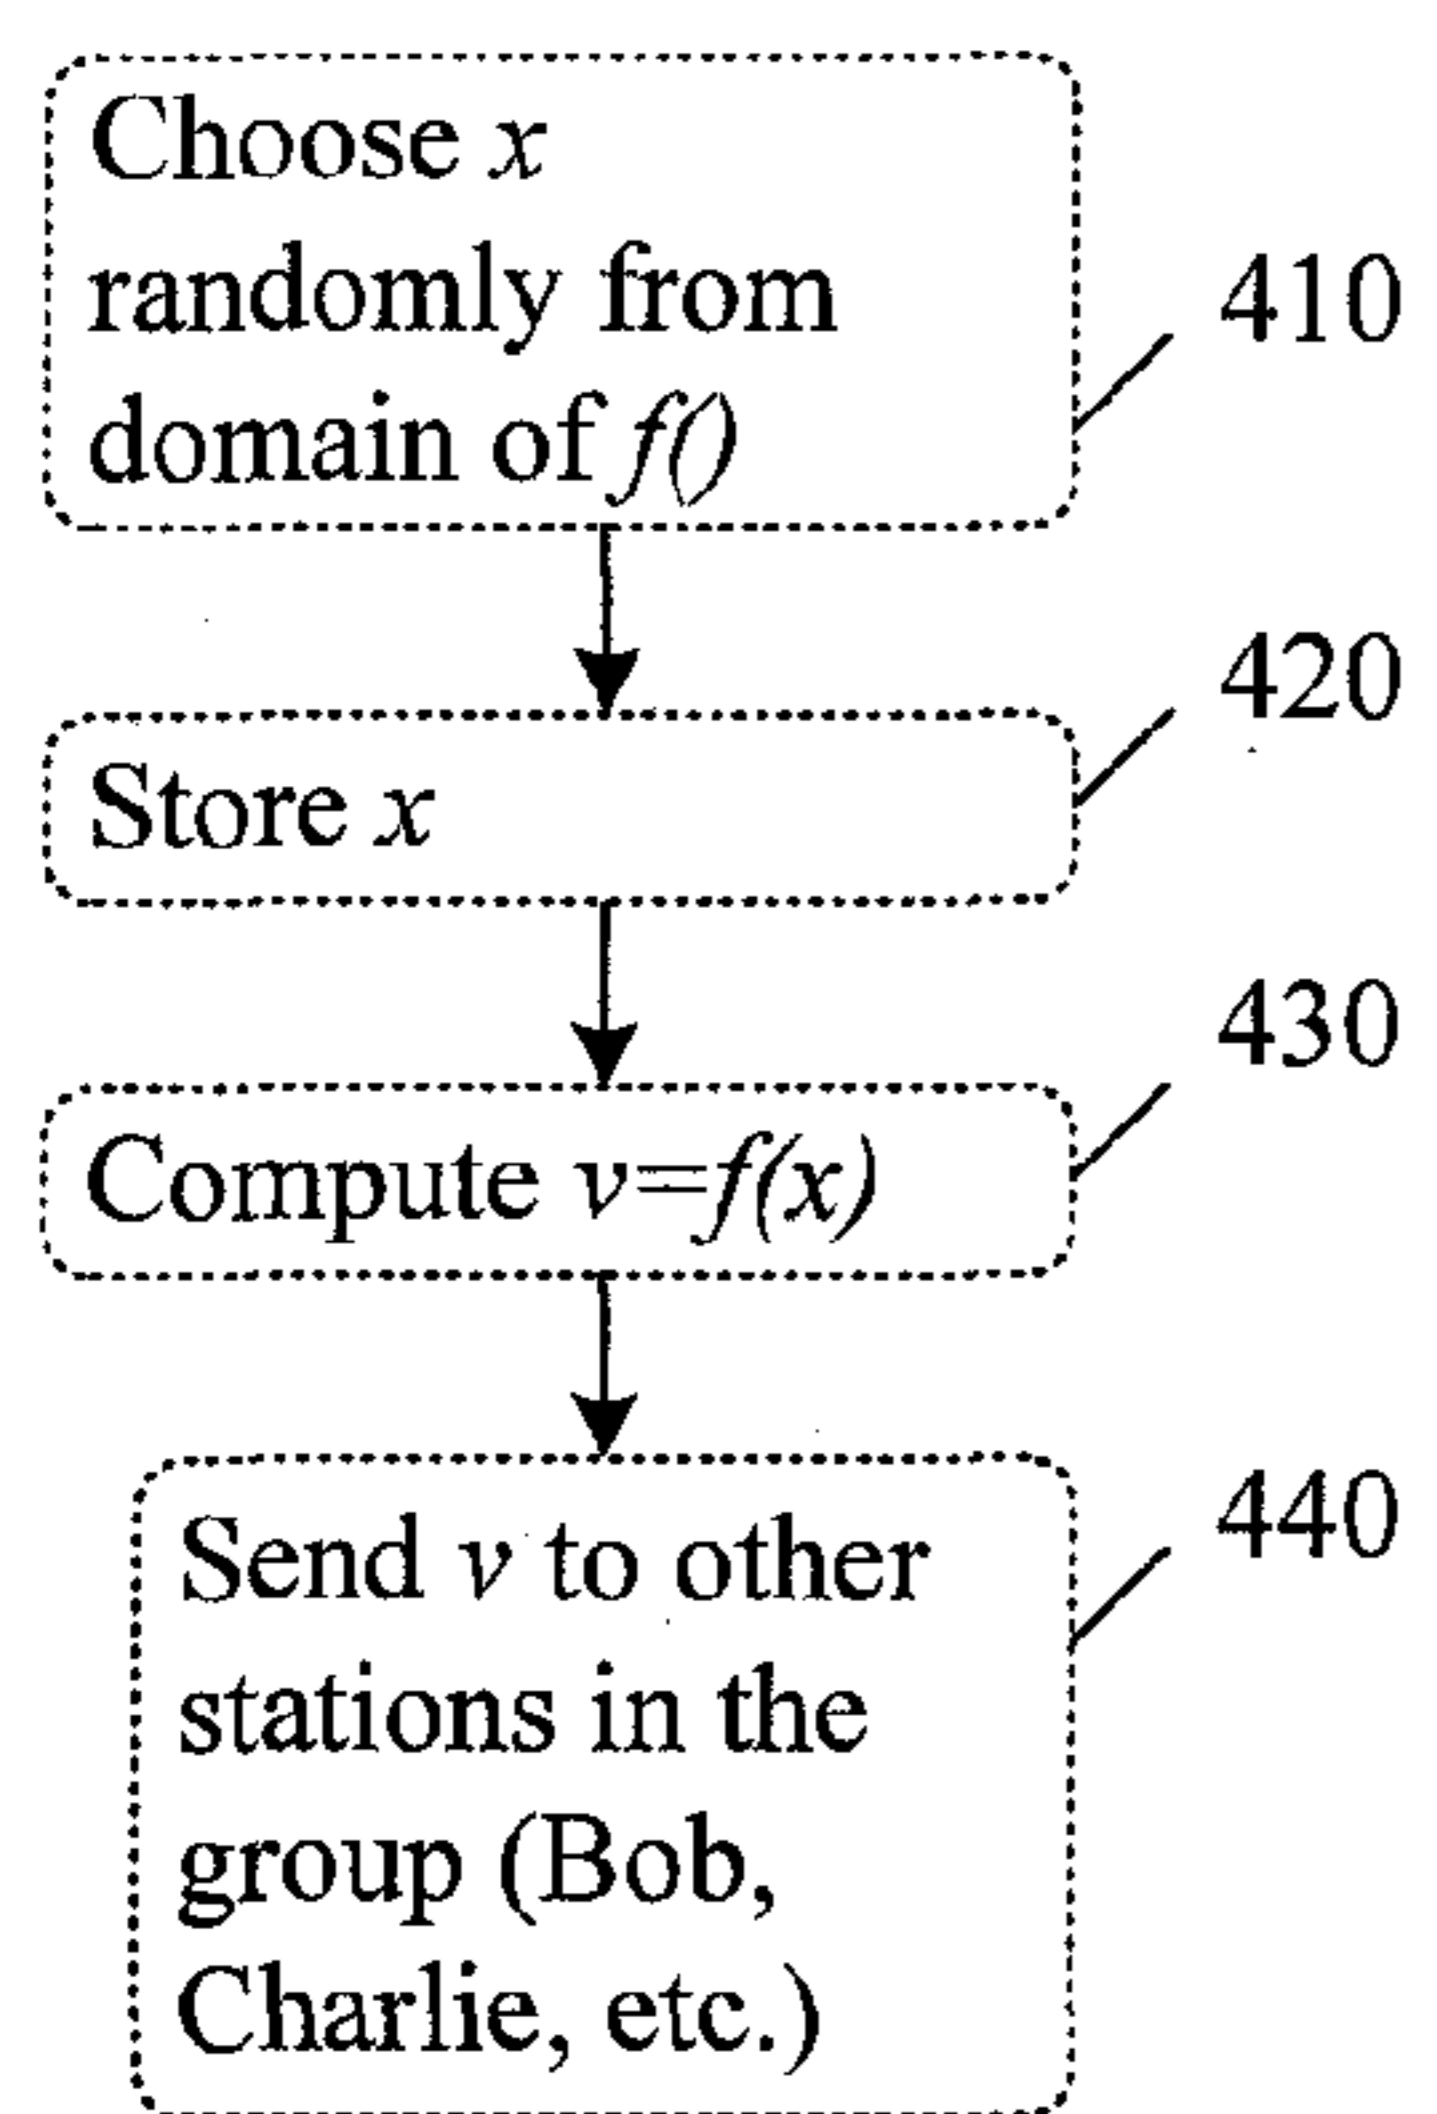 Choose x
randomly from
domain of f()
410
Store x
420
Compute v=f(x)
430
Send v to other
stations in the
group (Bob,
Charlie, etc.)
440